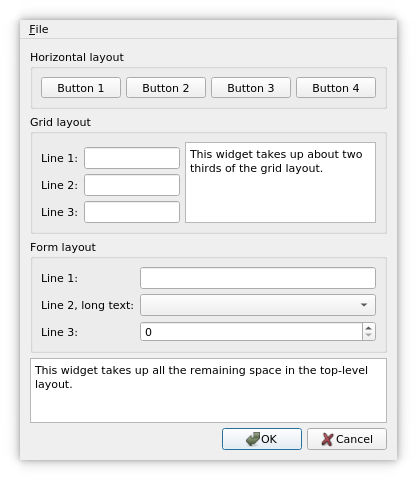 File
Horizontal layout
Button 1 Button 2 Button 3 Button 4
Grid layout
Line 1:
Line 2:
Line 3:
This widget takes up about two
thirds of the grid layout.
Form layout
Line 1:
Line 2, long text:
Line 3: 0
This widget takes up all the remaining space in the top-level
layout.
OK Cancel